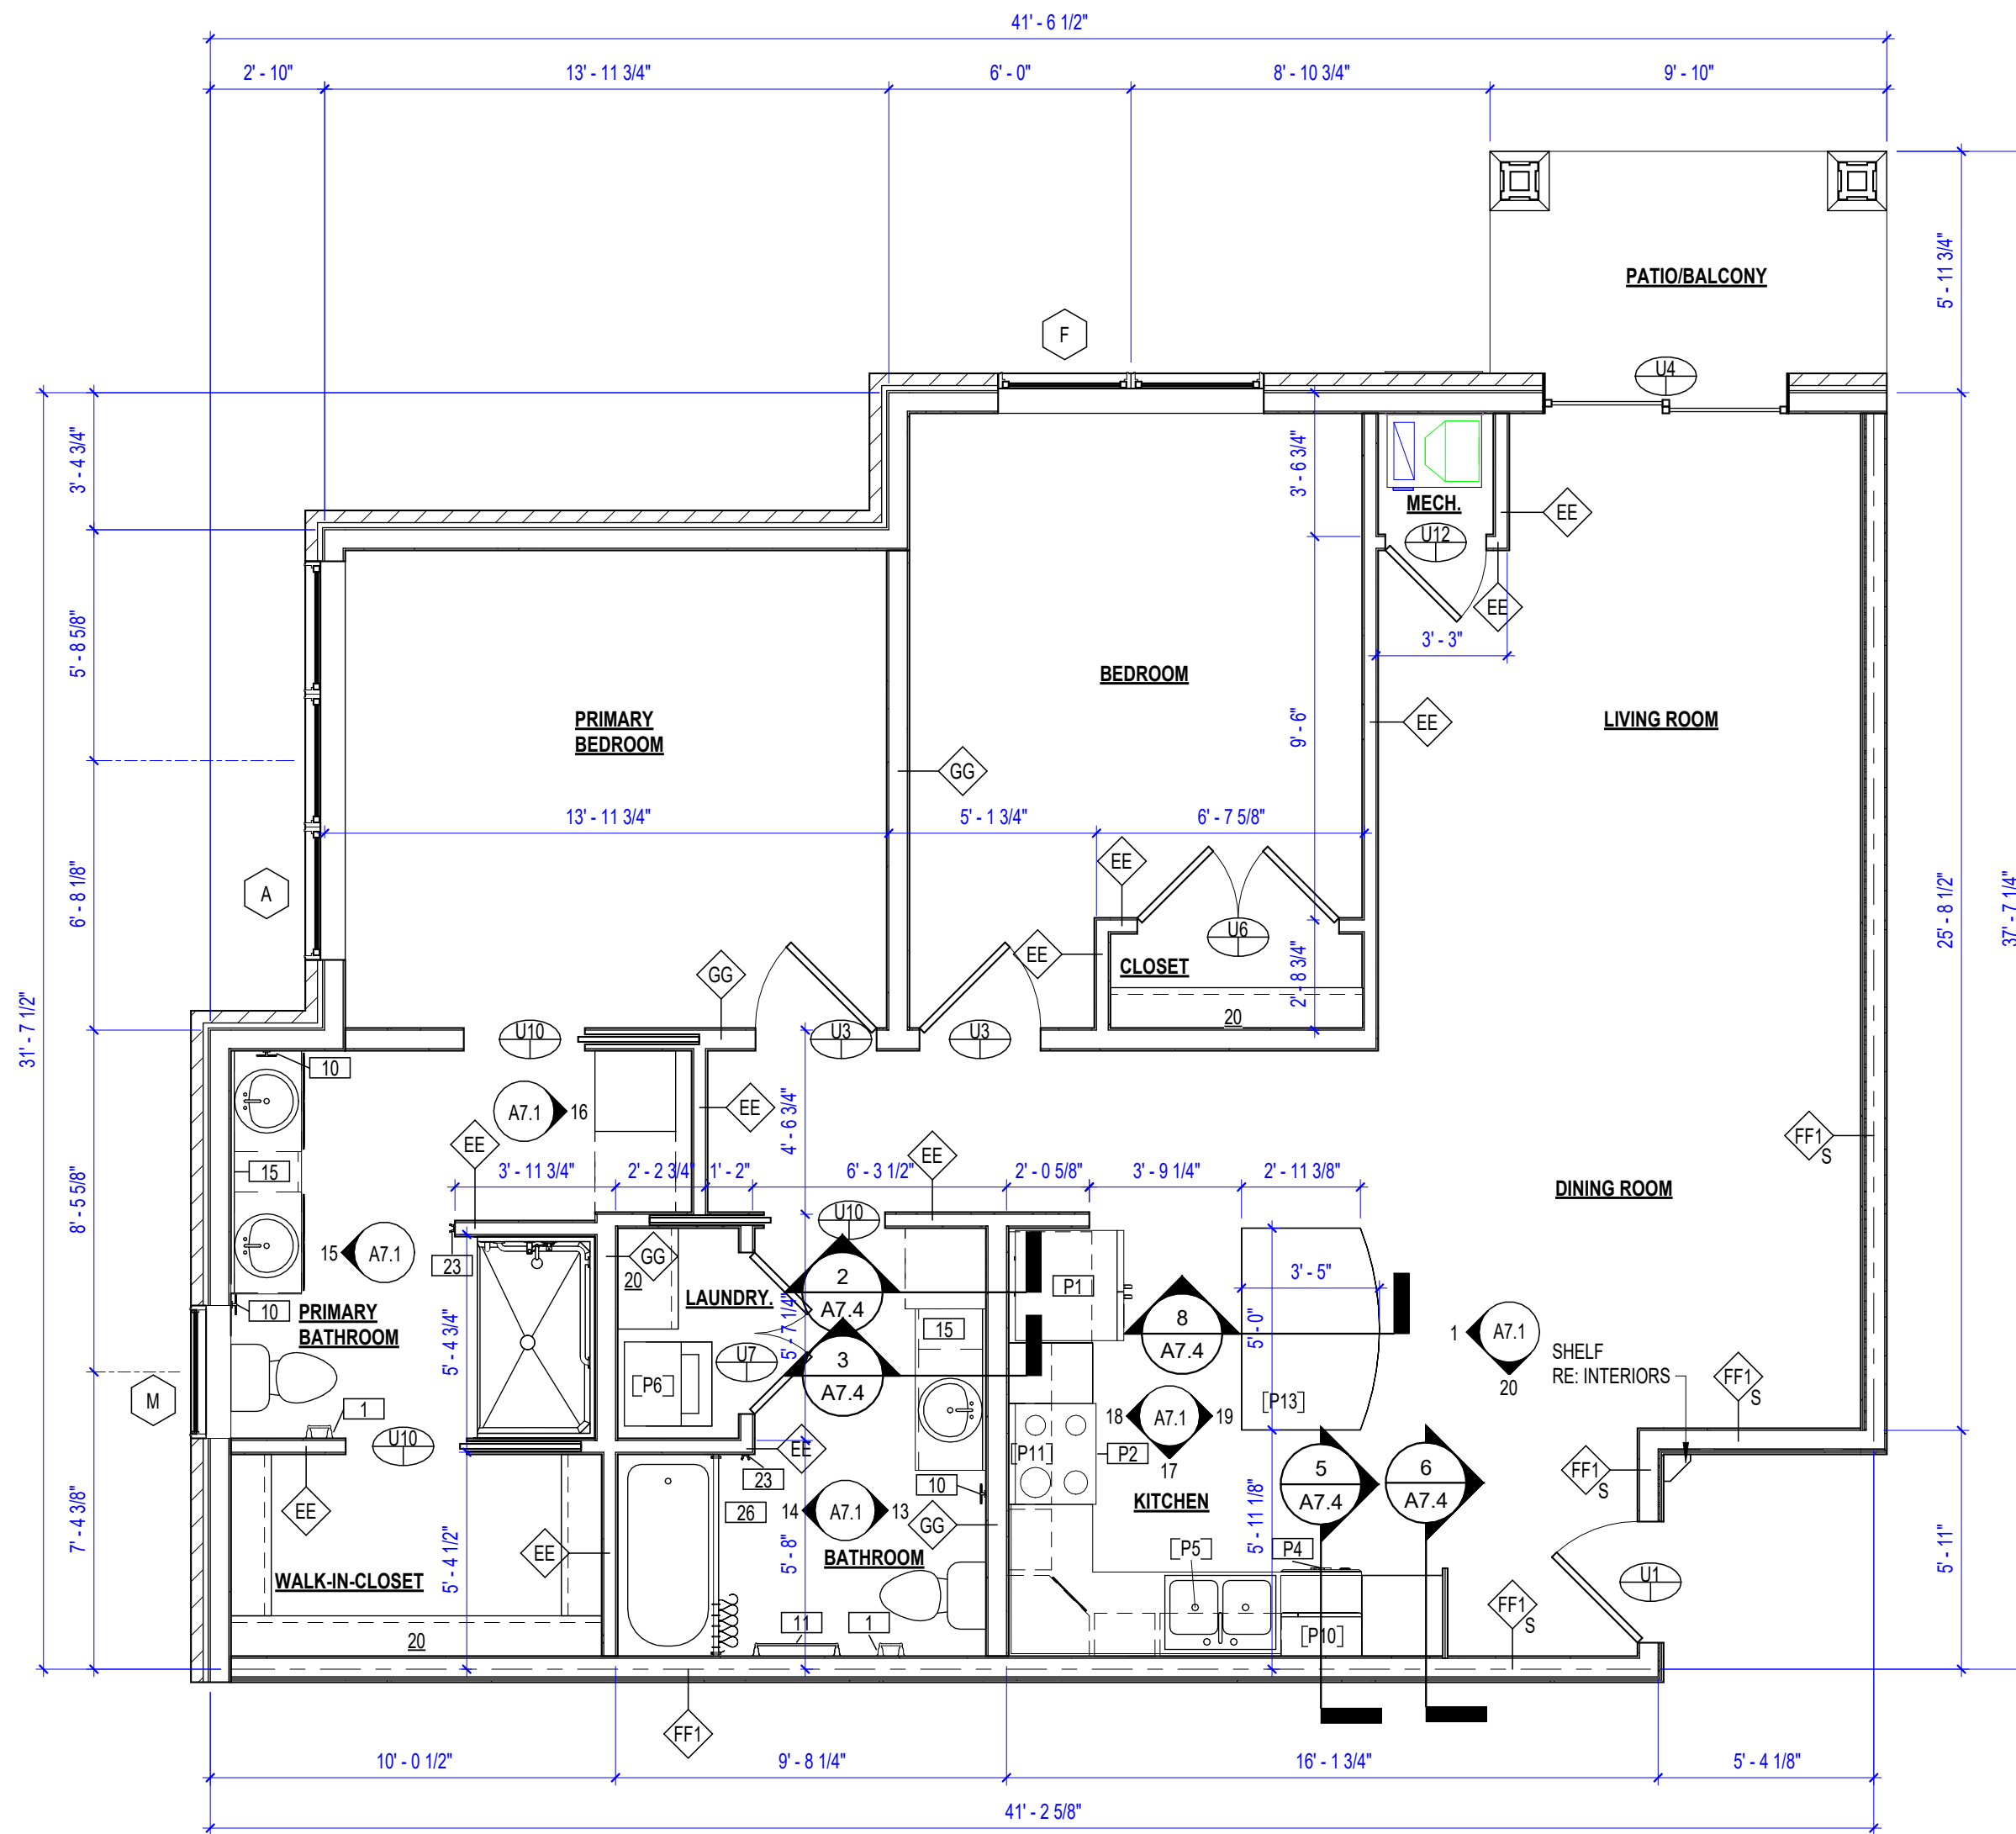 41' - 6 1/2"
2' - 10"
13' - 11 3/4"
6' - 0"
8' - 10 3/4"
9' - 10"
PATIO/BALCONY
5' - 11 3/4"
F
U4
3' - 4 3/4"
3' - 6 3/4"
MECH.
EE
U12
EE
3' - 3"
5' - 8 5/8"
BEDROOM
PRIMARY
BEDROOM
LIVING ROOM
EE
9' - 6"
GG
13' - 11 3/4"
5' - 1 3/4"
6' - 7 5/8"
EE
A
6' - 8 1/8"
25' - 8 1/2"
37' - 7 1/4"
U6
EE
CLOSET
GG
2' - 8 3/4"
20
31' - 7 1/2"
U10
U3
U3
10
A7.1
16
EE
4' - 6 3/4"
EE
EE
FF1
S
15
3' - 11 3/4"
2' - 2 3/4"
1' - 2"
6' - 3 1/2"
2' - 0 5/8"
3' - 9 1/4"
2' - 11 3/8"
DINING ROOM
8' - 5 5/8"
U10
15
A7.1
23
GG
20
2
A7.4
P1
3' - 5"
LAUNDRY.
10
PRIMARY
BATHROOM
5' - 4 3/4"
5' - 7 1/4"
15
8
A7.4
5' - 0"
1
A7.1
20
SHELF
RE: INTERIORS
U7
3
A7.4
[P6]
M
1
[P13]
FF1
S
18
A7.1
19
17
U10
EE
23
[P11]
P2
5
A7.4
6
A7.4
FF1
S
10
EE
26
14
A7.1
13
GG
KITCHEN
7' - 4 3/8"
5' - 4 1/2"
EE
5' - 8"
BATHROOM
[P5]
P4
5' - 11 1/8"
5' - 11"
U1
WALK-IN-CLOSET
FF1
S
20
11
1
[P10]
FF1
10' - 0 1/2"
9' - 8 1/4"
16' - 1 3/4"
5' - 4 1/8"
41' - 2 5/8"